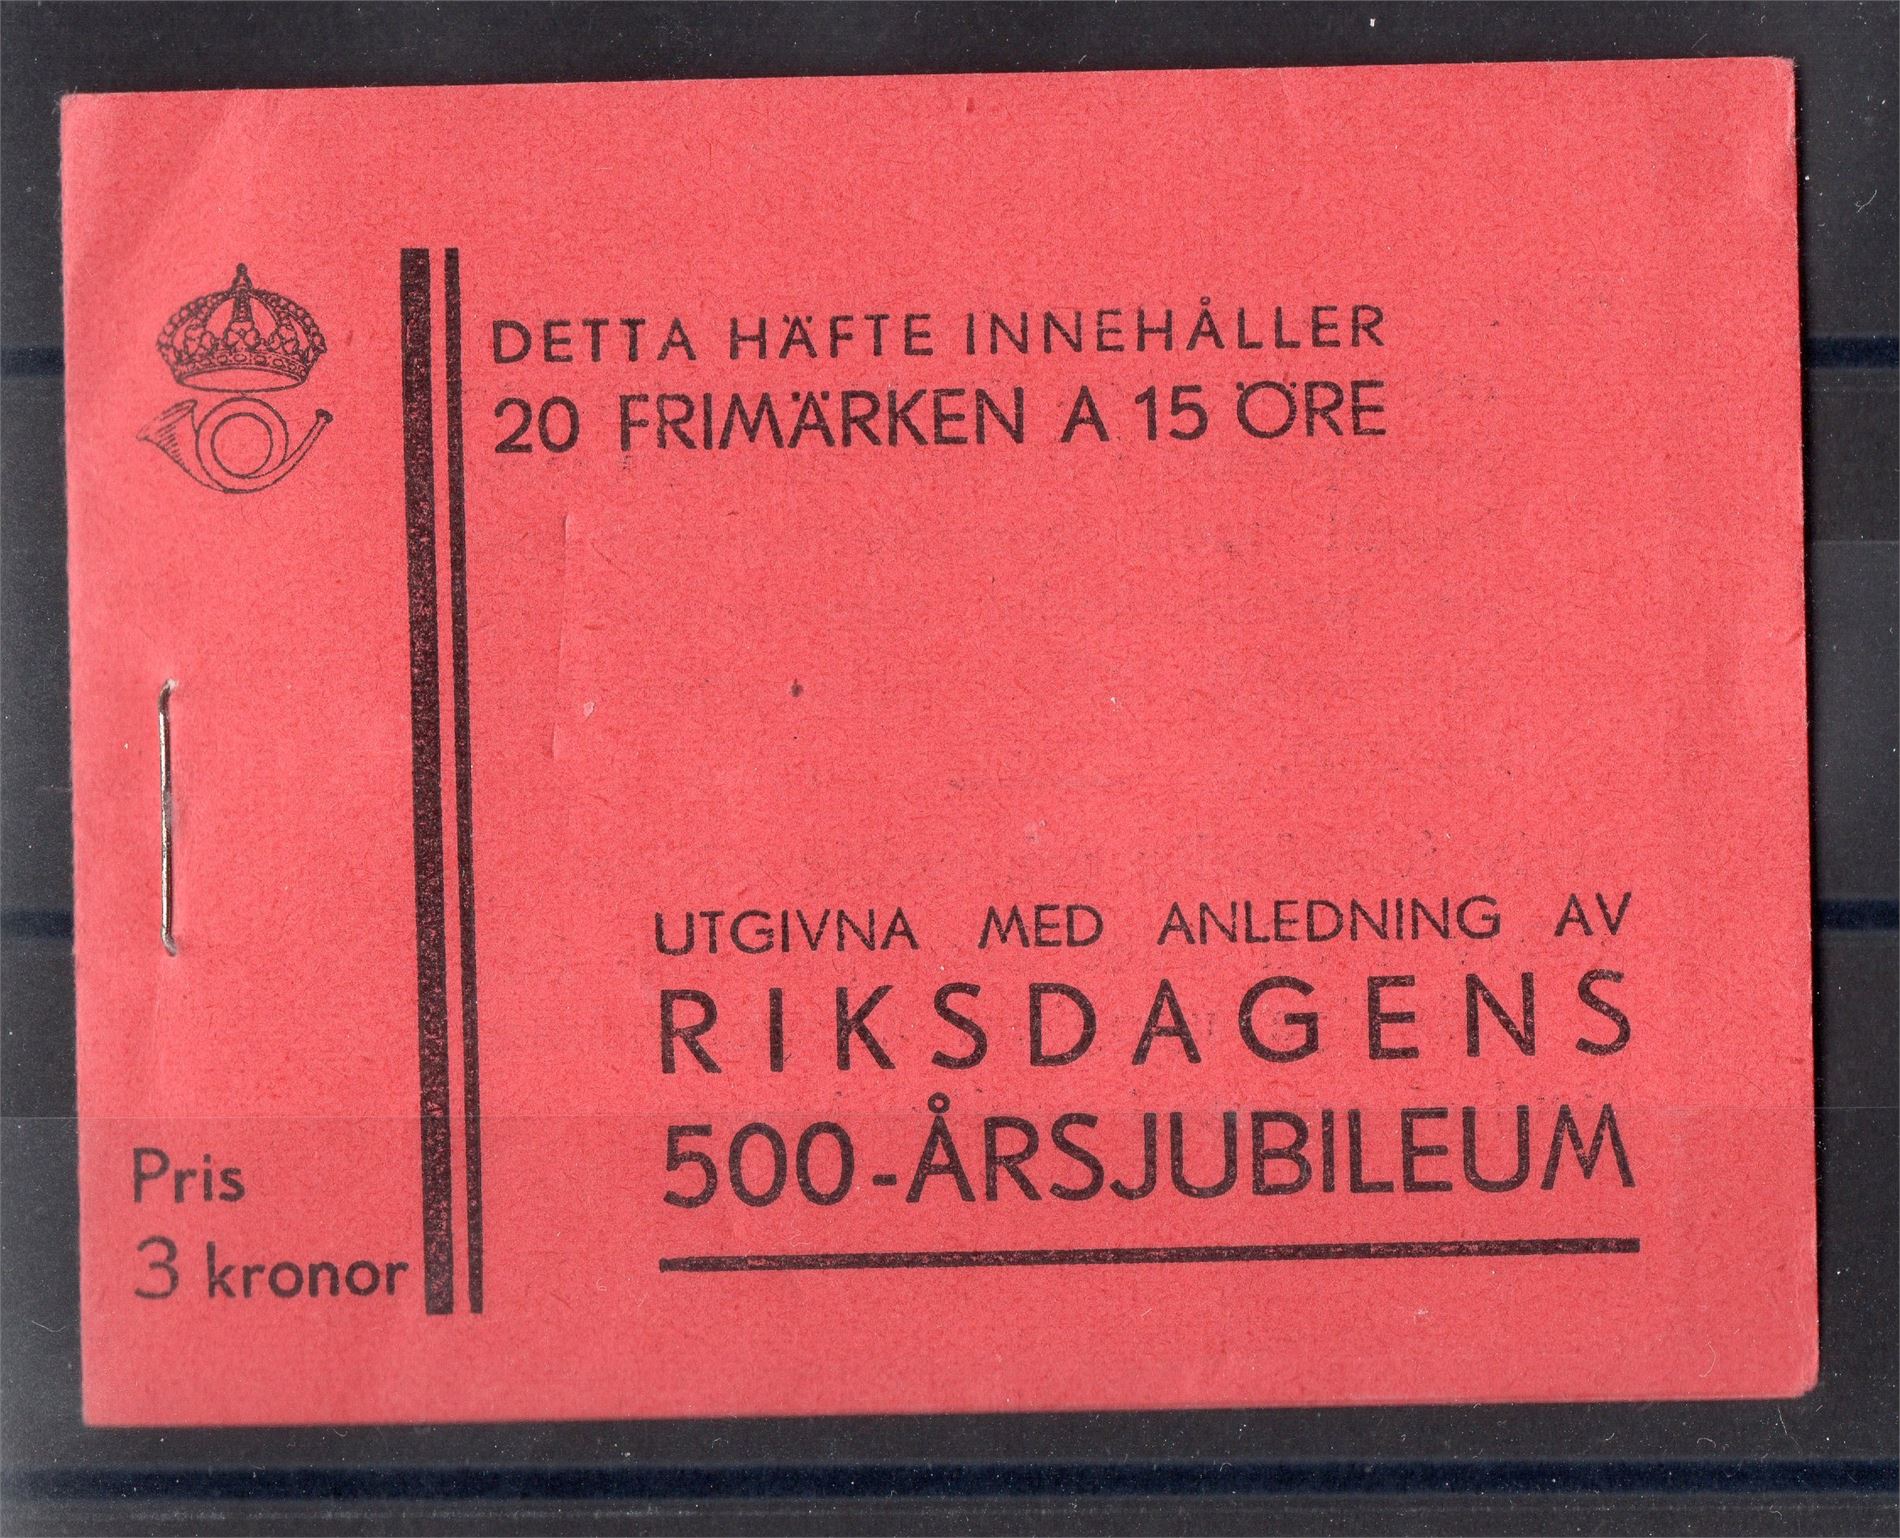 DETTA HÄFTE INNEHÅLLER
20 FRIMÄRKEN A 15 ÖRE
UTGIVNA MED ANLEDNING AV
RIKSDAGENS
500-ÅRSJUBILEUM
Pris
3 kronor